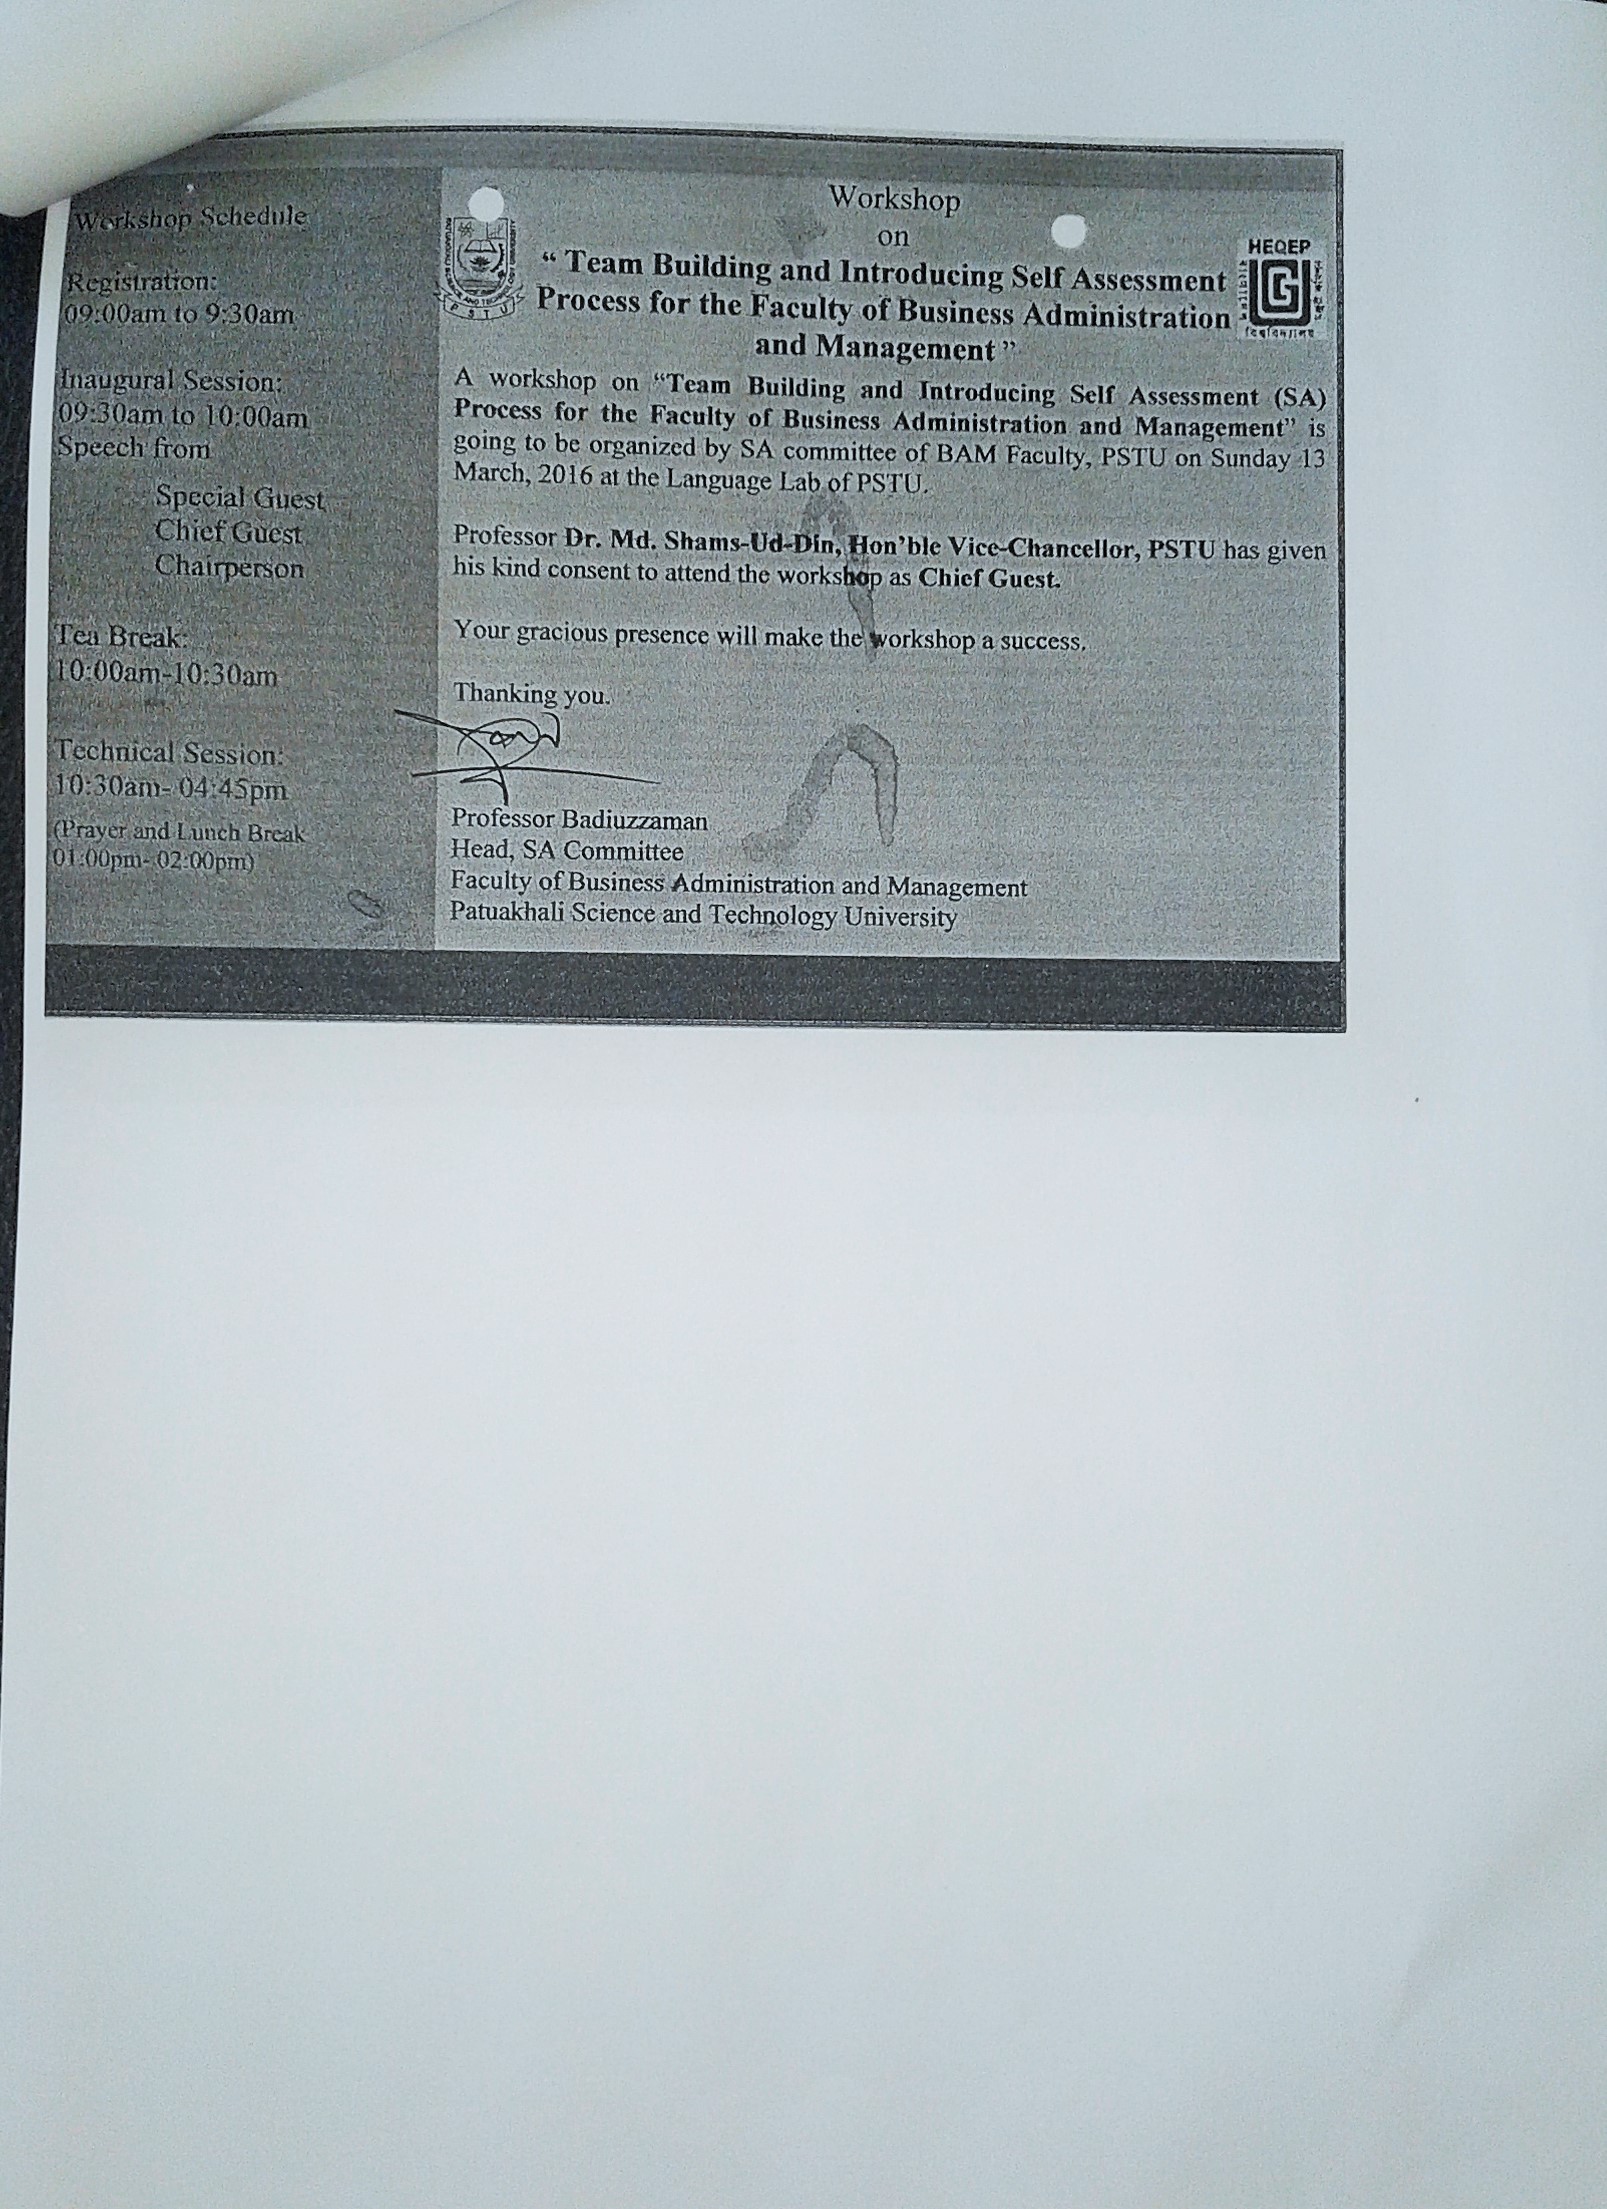 Workshop Schedule
Registration:
09:00am to 9:30am
Inaugural Session:
09:30am to 10:00am
Speech from
Special Guest
Chief Guest
Chairperson
Tea Break:
10:00am-10:30am
Technical Session:
10:30am- 04:45pm
(Prayer and Lunch Break
01:00pm- 02:00pm)
Workshop
on
“ Team Building and Introducing Self Assessment
Process for the Faculty of Business Administration
and Management ”
PSTU
HEQEP
A workshop on “Team Building and Introducing Self Assessment (SA)
Process for the Faculty of Business Administration and Management” is
going to be organized by SA committee of BAM Faculty, PSTU on Sunday 13
March, 2016 at the Language Lab of PSTU.
Professor Dr. Md. Shams-Ud-Din, Hon’ble Vice-Chancellor, PSTU has given
his kind consent to attend the workshop as Chief Guest.
Your gracious presence will make the workshop a success.
Thanking you.
Professor Badiuzzaman
Head, SA Committee
Faculty of Business Administration and Management
Patuakhali Science and Technology University